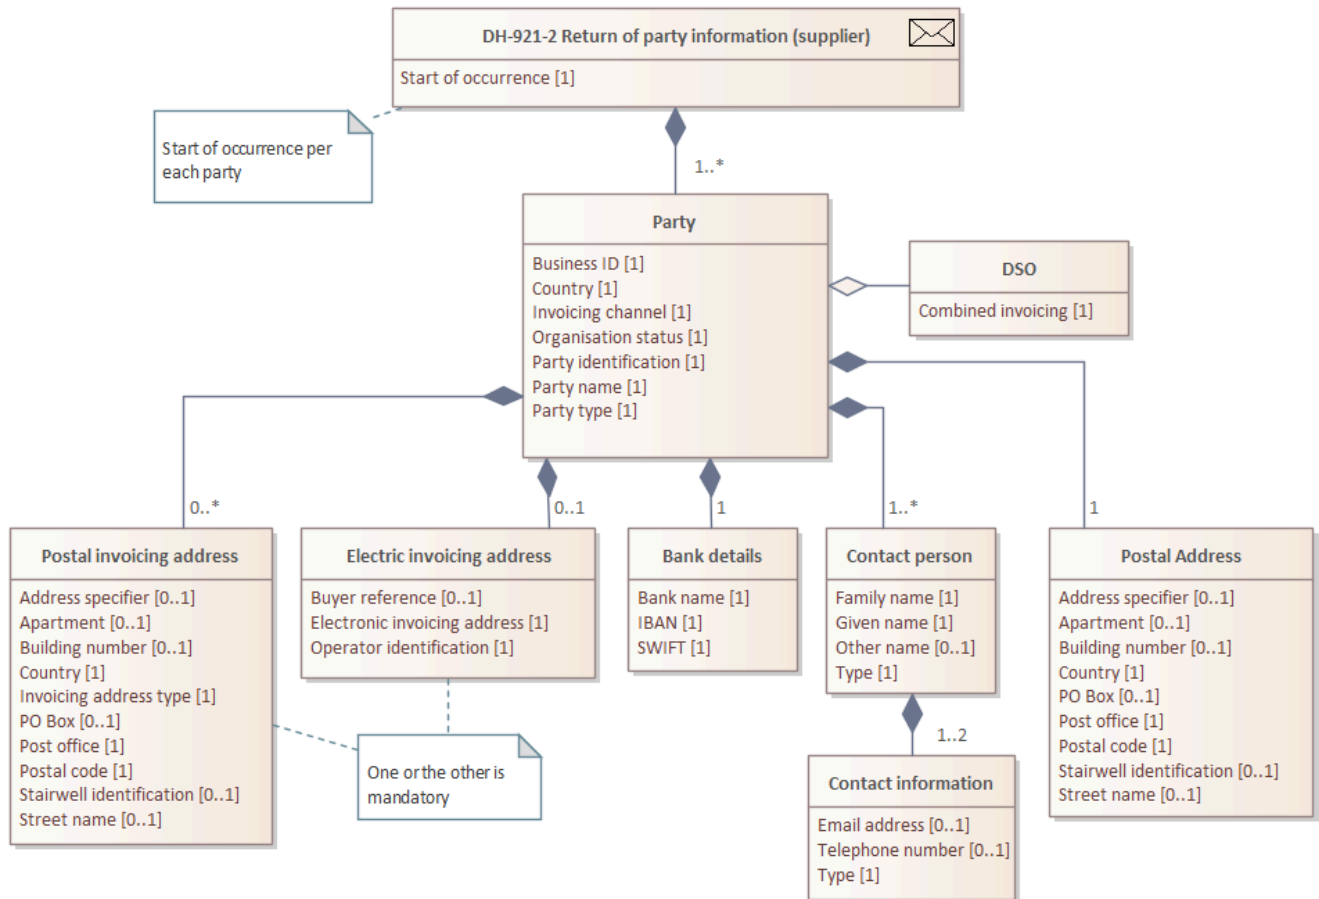 DH-921-2 Return of party information (supplier)
Start of occurrence [1]
Start of occurrence per
each party
1..*
Party
Business ID [1]
Country [1]
Invoicing channel [1]
Organisation status [1]
Party identification [1]
Party name [1]
Party type [1]
DSO
Combined invoicing [1]
0..*
0..1
1
1..*
1
Postal invoicing address
Address specifier [0..1]
Apartment [0..1]
Building number [0..1]
Country [1]
Invoicing address type [1]
PO Box [0..1]
Post office [1]
Postal code [1]
Stairwell identification [0..1]
Street name [0..1]
Electric invoicing address
Buyer reference [0..1]
Electronic invoicing address [1]
Operator identification [1]
One or the other is
mandatory
Bank details
Bank name [1]
IBAN [1]
SWIFT [1]
Contact person
Family name [1]
Given name [1]
Other name [0..1]
Type [1]
1..2
Contact information
Email address [0..1]
Telephone number [0..1]
Type [1]
Postal Address
Address specifier [0..1]
Apartment [0..1]
Building number [0..1]
Country [1]
PO Box [0..1]
Post office [1]
Postal code [1]
Stairwell identification [0..1]
Street name [0..1]